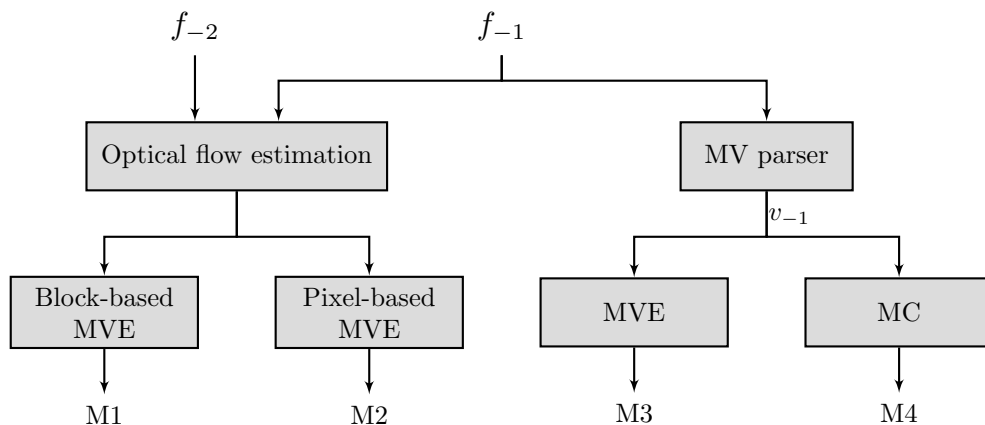 f₋₂
f₋₁
Optical flow estimation
MV parser
v₋₁
Block-based
MVE
Pixel-based
MVE
MVE
MC
M1
M2
M3
M4